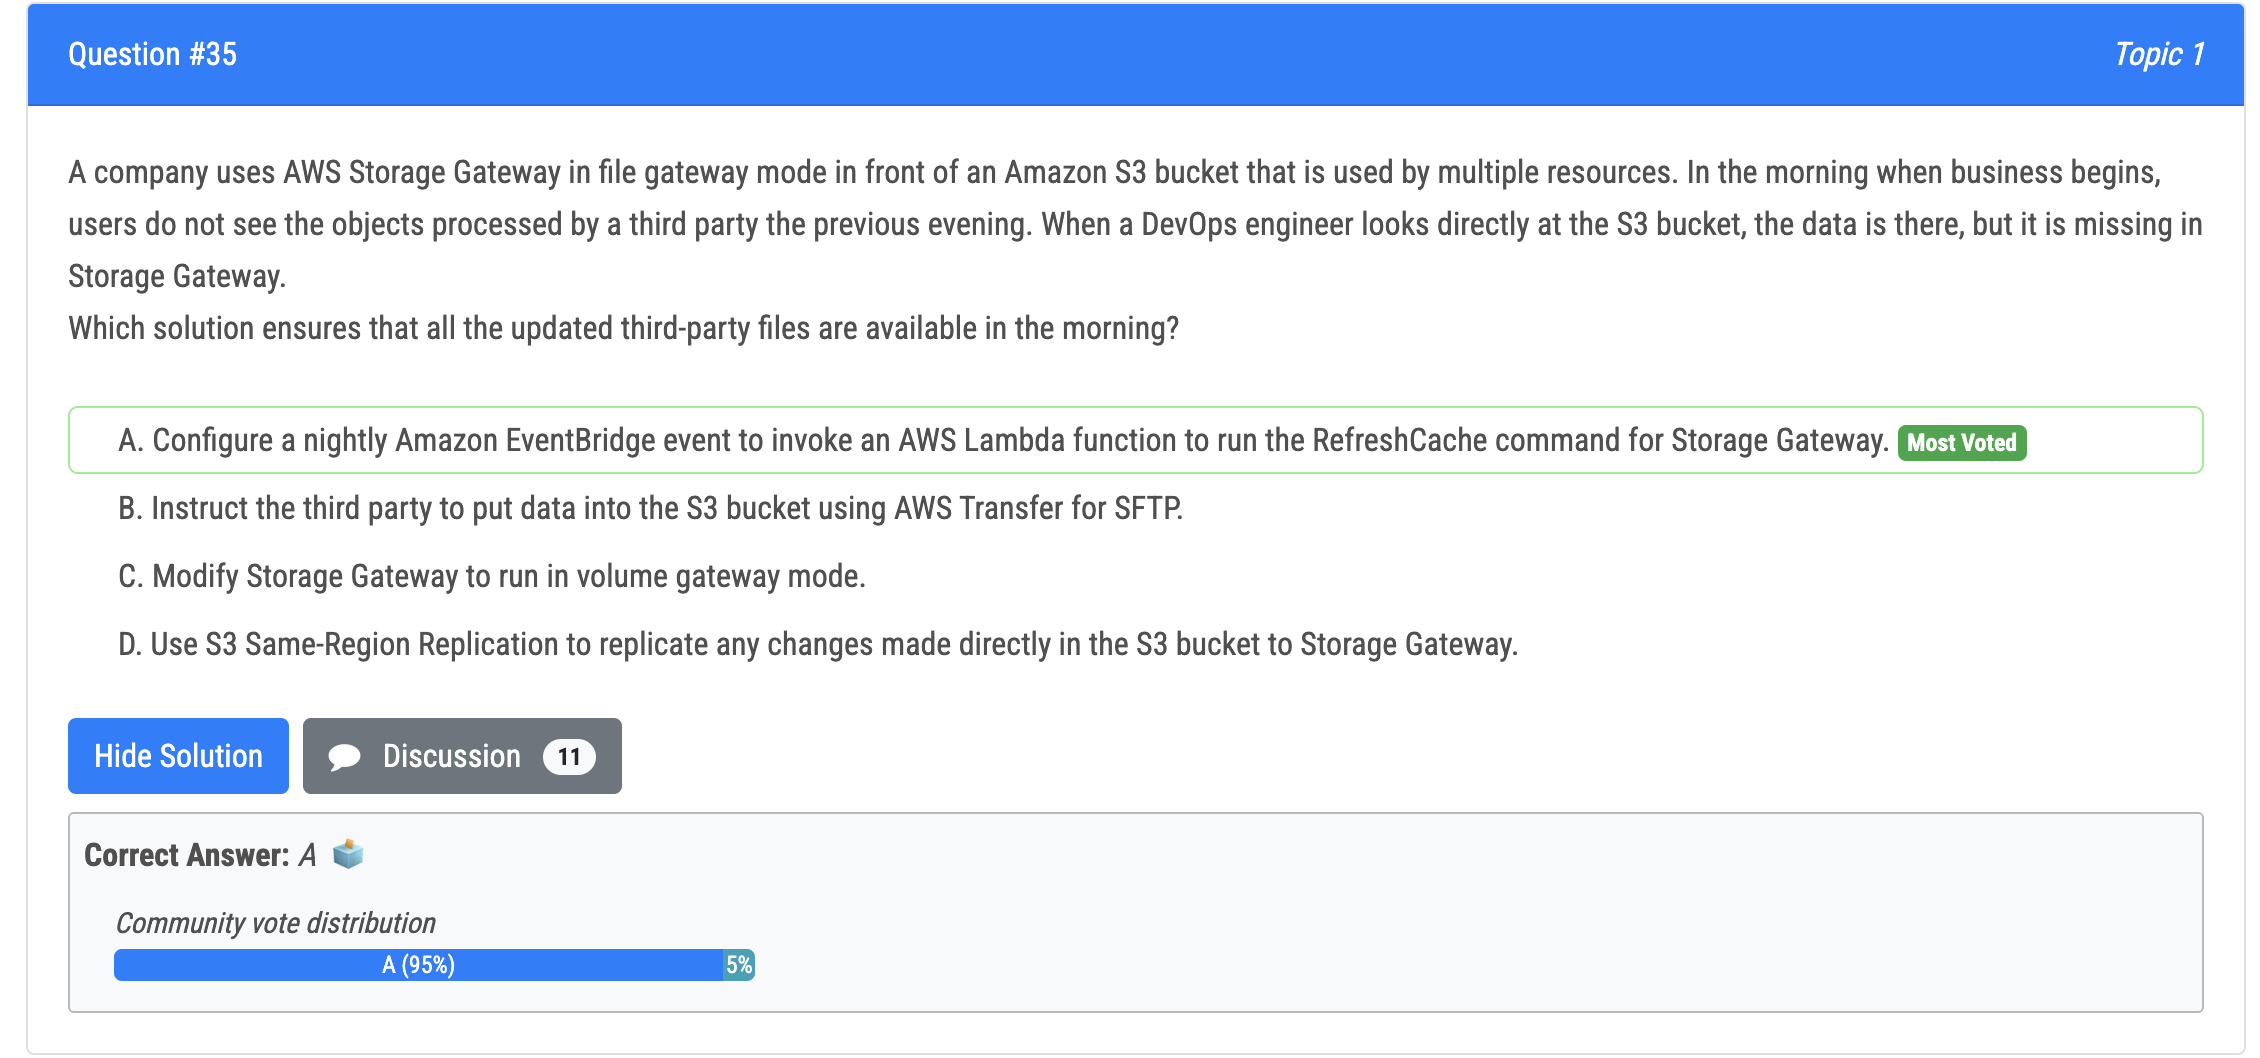 Question #35
Topic 1
A company uses AWS Storage Gateway in file gateway mode in front of an Amazon S3 bucket that is used by multiple resources. In the morning when business begins,
users do not see the objects processed by a third party the previous evening. When a DevOps engineer looks directly at the S3 bucket, the data is there, but it is missing in
Storage Gateway.
Which solution ensures that all the updated third-party files are available in the morning?
A. Configure a nightly Amazon EventBridge event to invoke an AWS Lambda function to run the RefreshCache command for Storage Gateway. Most Voted
B. Instruct the third party to put data into the S3 bucket using AWS Transfer for SFTP.
C. Modify Storage Gateway to run in volume gateway mode.
D. Use S3 Same-Region Replication to replicate any changes made directly in the S3 bucket to Storage Gateway.
Hide Solution
Discussion 11
Correct Answer: A
Community vote distribution
A (95%) 5%